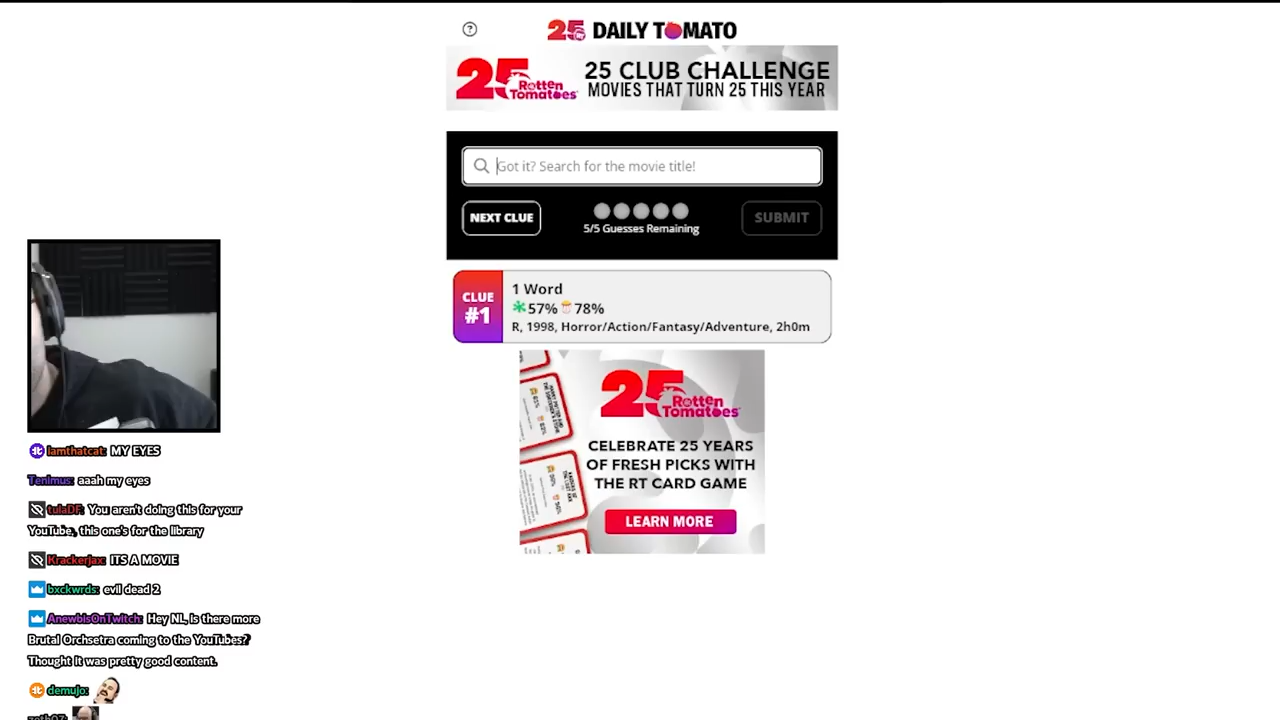 25 DAILY TOMATO
25 Rotten Tomatoes
25 CLUB CHALLENGE
MOVIES THAT TURN 25 THIS YEAR
Got it? Search for the movie title!
NEXT CLUE
5/5 Guesses Remaining
SUBMIT
CLUE #1
1 Word
57% 78%
R, 1998, Horror/Action/Fantasy/Adventure, 2h0m
25 Rotten Tomatoes
CELEBRATE 25 YEARS
OF FRESH PICKS WITH
THE RT CARD GAME
LEARN MORE
Iamthatcat: MY EYES
Tenimus: aaah my eyes
tulaDF: You aren't doing this for your
YouTube, this one's for the library
Krackerjax: ITS A MOVIE
bxckwrds: evil dead 2
AnewbisOnTwitch: Hey NL, is there more
Brutal Orchsetra coming to the YouTubes?
Thought it was pretty good content.
demujo: